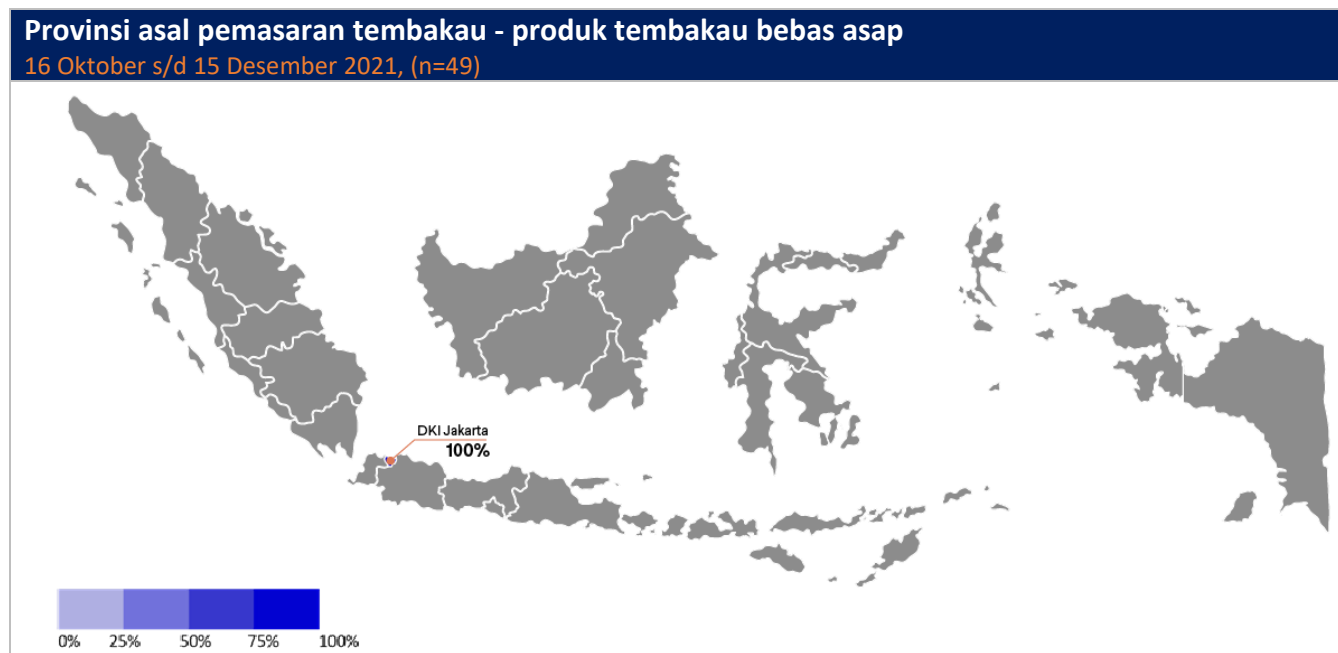 Provinsi asal pemasaran tembakau - produk tembakau bebas asap
16 Oktober s/d 15 Desember 2021, (n=49)
DKI Jakarta
100%
0% 25% 50% 75% 100%